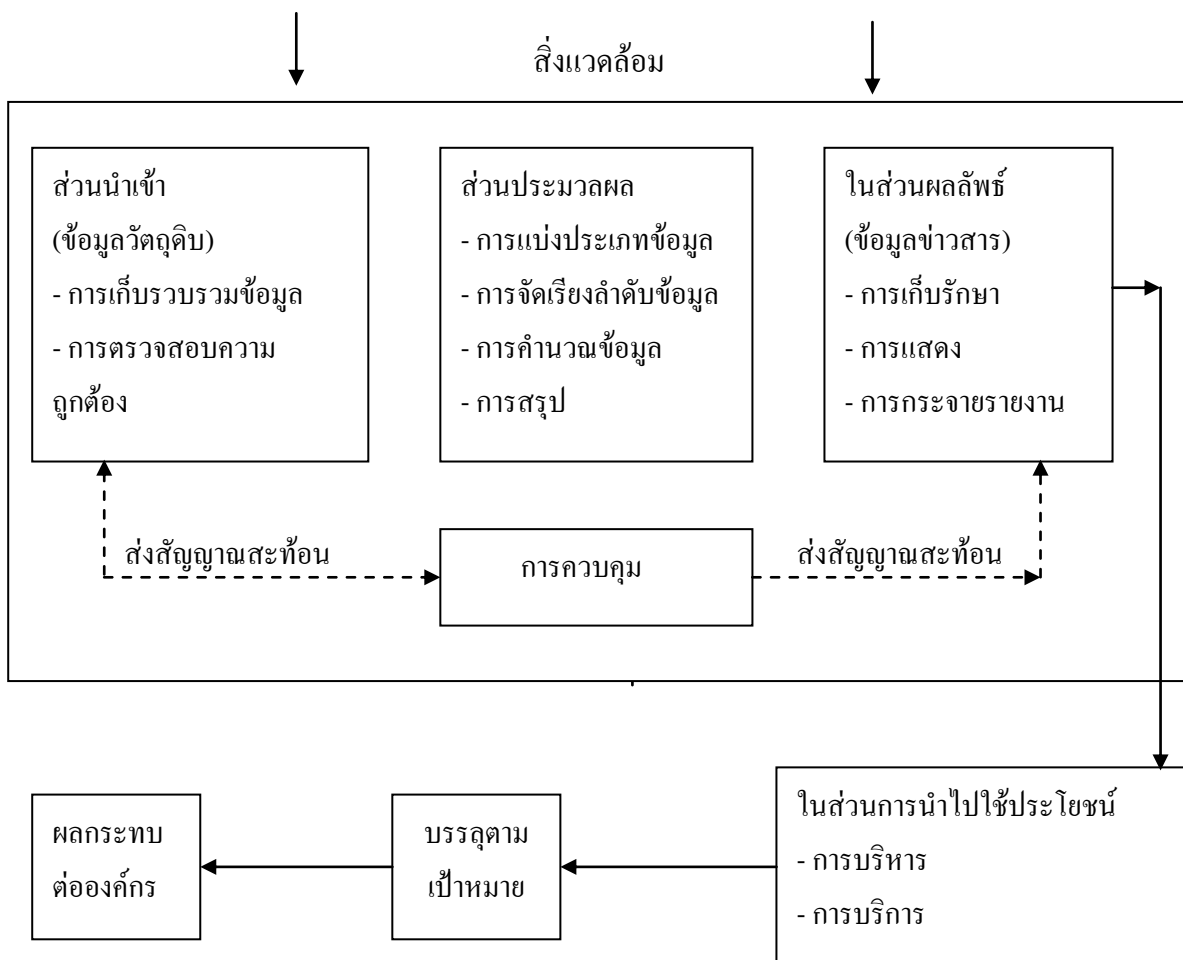 สิ่งแวดล้อม
ส่วนนำเข้า
(ข้อมูลวัตถุดิบ)
- การเก็บรวบรวมข้อมูล
- การตรวจสอบความ
ถูกต้อง
ส่วนประมวลผล
- การแบ่งประเภทข้อมูล
- การจัดเรียงลำดับข้อมูล
- การคำนวณข้อมูล
- การสรุป
ในส่วนผลลัพธ์
(ข้อมูลข่าวสาร)
- การเก็บรักษา
- การแสดง
- การกระจายรายงาน
ส่งสัญญาณสะท้อน
การควบคุม
ส่งสัญญาณสะท้อน
ในส่วนการนำไปใช้ประโยชน์
- การบริหาร
- การบริการ
บรรลุตาม
เป้าหมาย
ผลกระทบ
ต่อองค์กร